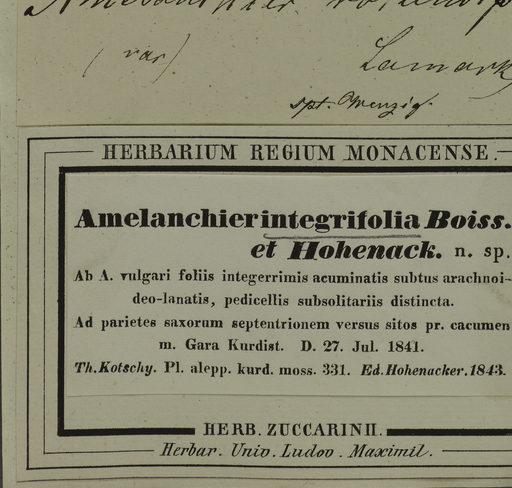 (var)
Lamark
spt. Wenzig.
HERBARIUM REGIUM MONACENSE.
Amelanchier integrifolia Boiss.
et Hohenack. n. sp.
Ab A. vulgari foliis integerrimis acuminatis subtus arachnoi-
deo-lanatis, pedicellis subsolitariis distincta.
Ad parietes saxorum septentrionem versus sitos pr. cacumen
m. Gara Kurdist. D. 27. Jul. 1841.
Th. Kotschy. Pl. alepp. kurd. moss. 331. Ed. Hohenacker. 1843.
HERB. ZUCCARINII.
Herbar. Univ. Ludov. Maximil.